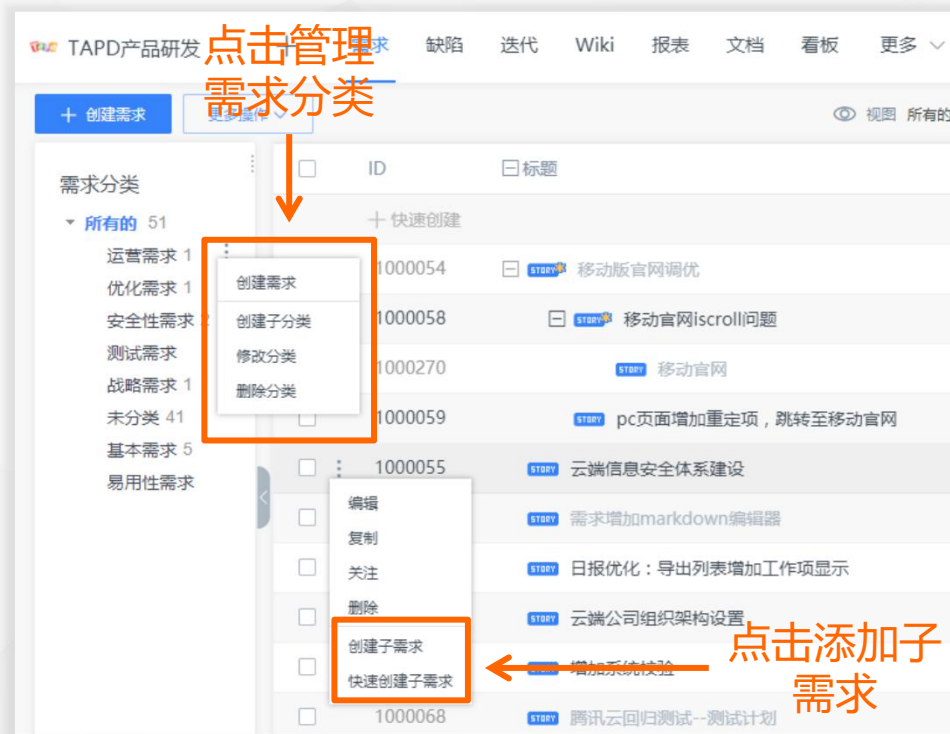 TAPD产品研发
需求
缺陷
迭代
Wiki
报表
文档
看板
更多
点击管理
需求分类
创建需求
更多操作
视图 所有的
需求分类
所有的 51
运营需求 1
优化需求 1
安全性需求 2
测试需求
战略需求 1
未分类 41
基本需求 5
易用性需求
创建需求
创建子分类
修改分类
删除分类
ID
标题
快速创建
1000054
STORY 移动版官网调优
1000058
STORY 移动官网iscroll问题
1000270
STORY 移动官网
1000059
STORY pc页面增加重定项，跳转至移动官网
1000055
STORY 云端信息安全体系建设
STORY 需求增加markdown编辑器
STORY 日报优化：导出列表增加工作项显示
STORY 云端公司组织架构设置
增加系统校验
1000068
STORY 腾讯云回归测试--测试计划
编辑
复制
关注
删除
创建子需求
快速创建子需求
点击添加子
需求